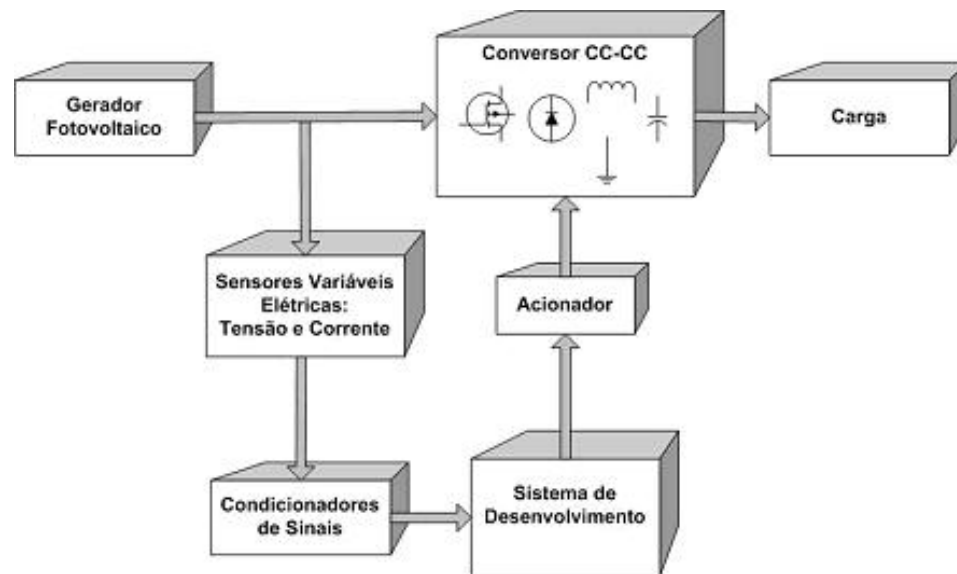 Conversor CC-CC
Gerador
Fotovoltaico
Carga
Sensores Variáveis
Elétricas:
Tensão e Corrente
Acionador
Condicionadores
de Sinais
Sistema de
Desenvolvimento